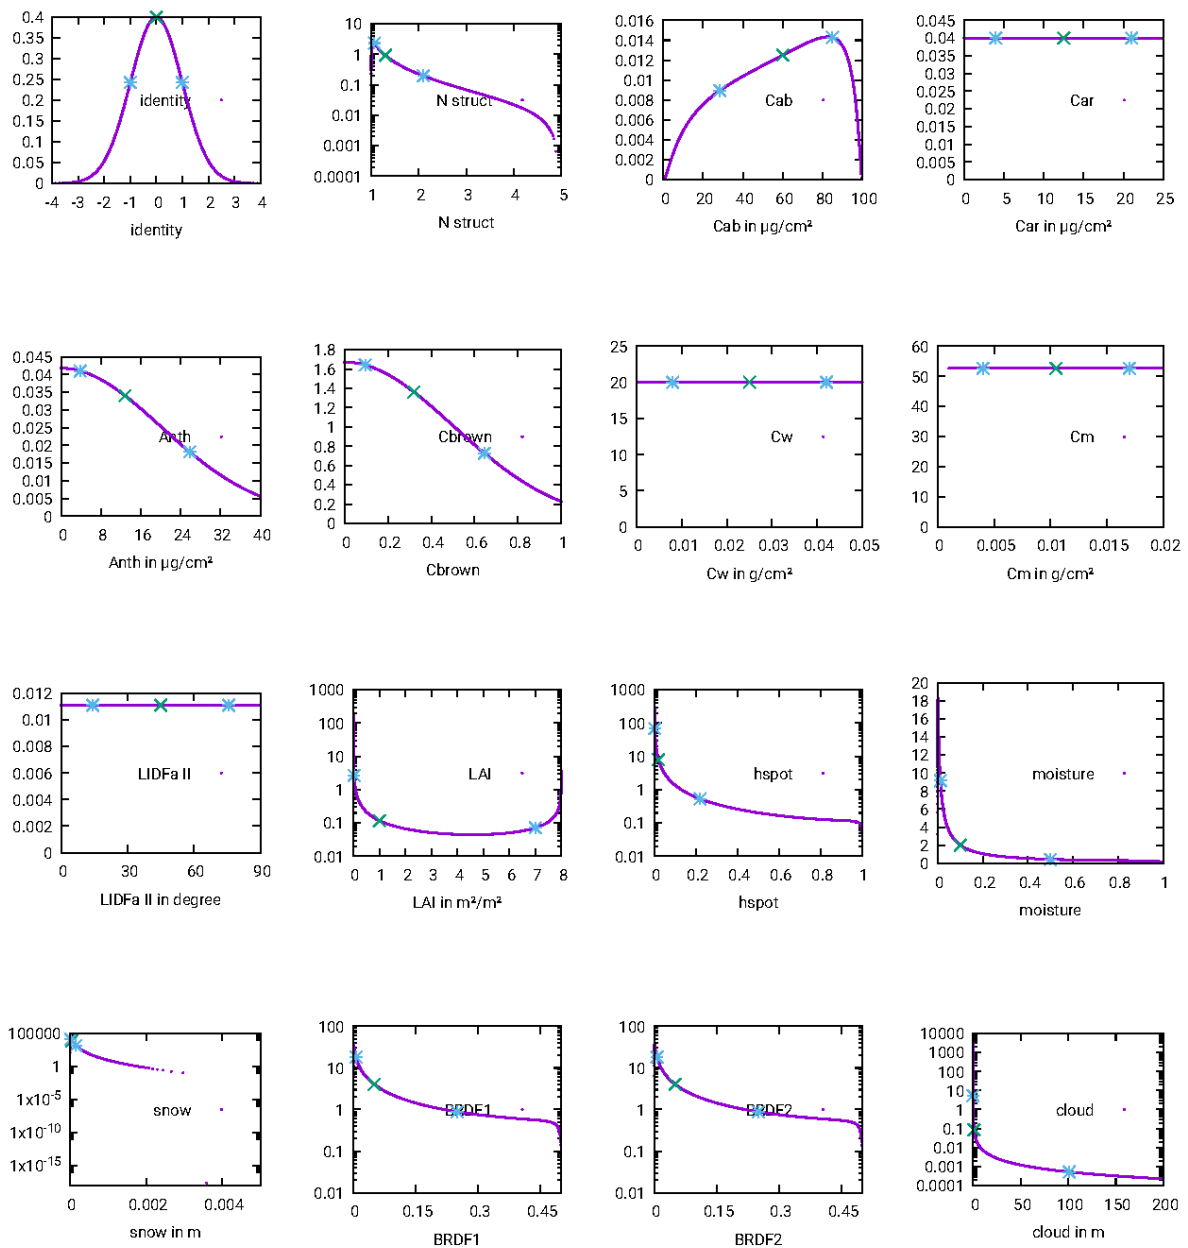 0.4
0.35
0.3
0.25
0.2
0.15
0.1
0.05
0
identity
-4 -3 -2 -1 0 1 2 3 4
identity
10
1
0.1
0.01
0.001
0.0001
N struct
1 2 3 4 5
N struct
0.016
0.014
0.012
0.01
0.008
0.006
0.004
0.002
0
Cab
0 20 40 60 80 100
Cab in µg/cm²
0.045
0.04
0.035
0.03
0.025
0.02
0.015
0.01
0.005
0
Car
0 5 10 15 20 25
Car in µg/cm²
0.045
0.04
0.035
0.03
0.025
0.02
0.015
0.01
0.005
0
Anth
0 8 16 24 32 40
Anth in µg/cm²
1.8
1.6
1.4
1.2
1
0.8
0.6
0.4
0.2
0
Cbrown
0 0.2 0.4 0.6 0.8 1
Cbrown
25
20
15
10
5
0
Cw
0 0.01 0.02 0.03 0.04 0.05
Cw in g/cm²
60
50
40
30
20
10
0
Cm
0 0.005 0.01 0.015 0.02
Cm in g/cm²
0.012
0.01
0.008
0.006
0.004
0.002
0
LIDFa II
0 30 60 90
LIDFa II in degree
1000
100
10
1
0.1
0.01
LAI
0 1 2 3 4 5 6 7 8
LAI in m²/m²
1000
100
10
1
0.1
0.01
hspot
0 0.2 0.4 0.6 0.8 1
hspot
20
18
16
14
12
10
8
6
4
2
0
moisture
0 0.2 0.4 0.6 0.8 1
moisture
100000
1
1x10⁻⁵
1x10⁻¹⁰
1x10⁻¹⁵
snow
0 0.002 0.004
snow in m
100
10
1
0.1
0.01
BRDF1
0 0.15 0.3 0.45
BRDF1
100
10
1
0.1
0.01
BRDF2
0 0.15 0.3 0.45
BRDF2
10000
1000
100
10
1
0.1
0.01
0.001
0.0001
cloud
0 50 100 150 200
cloud in m